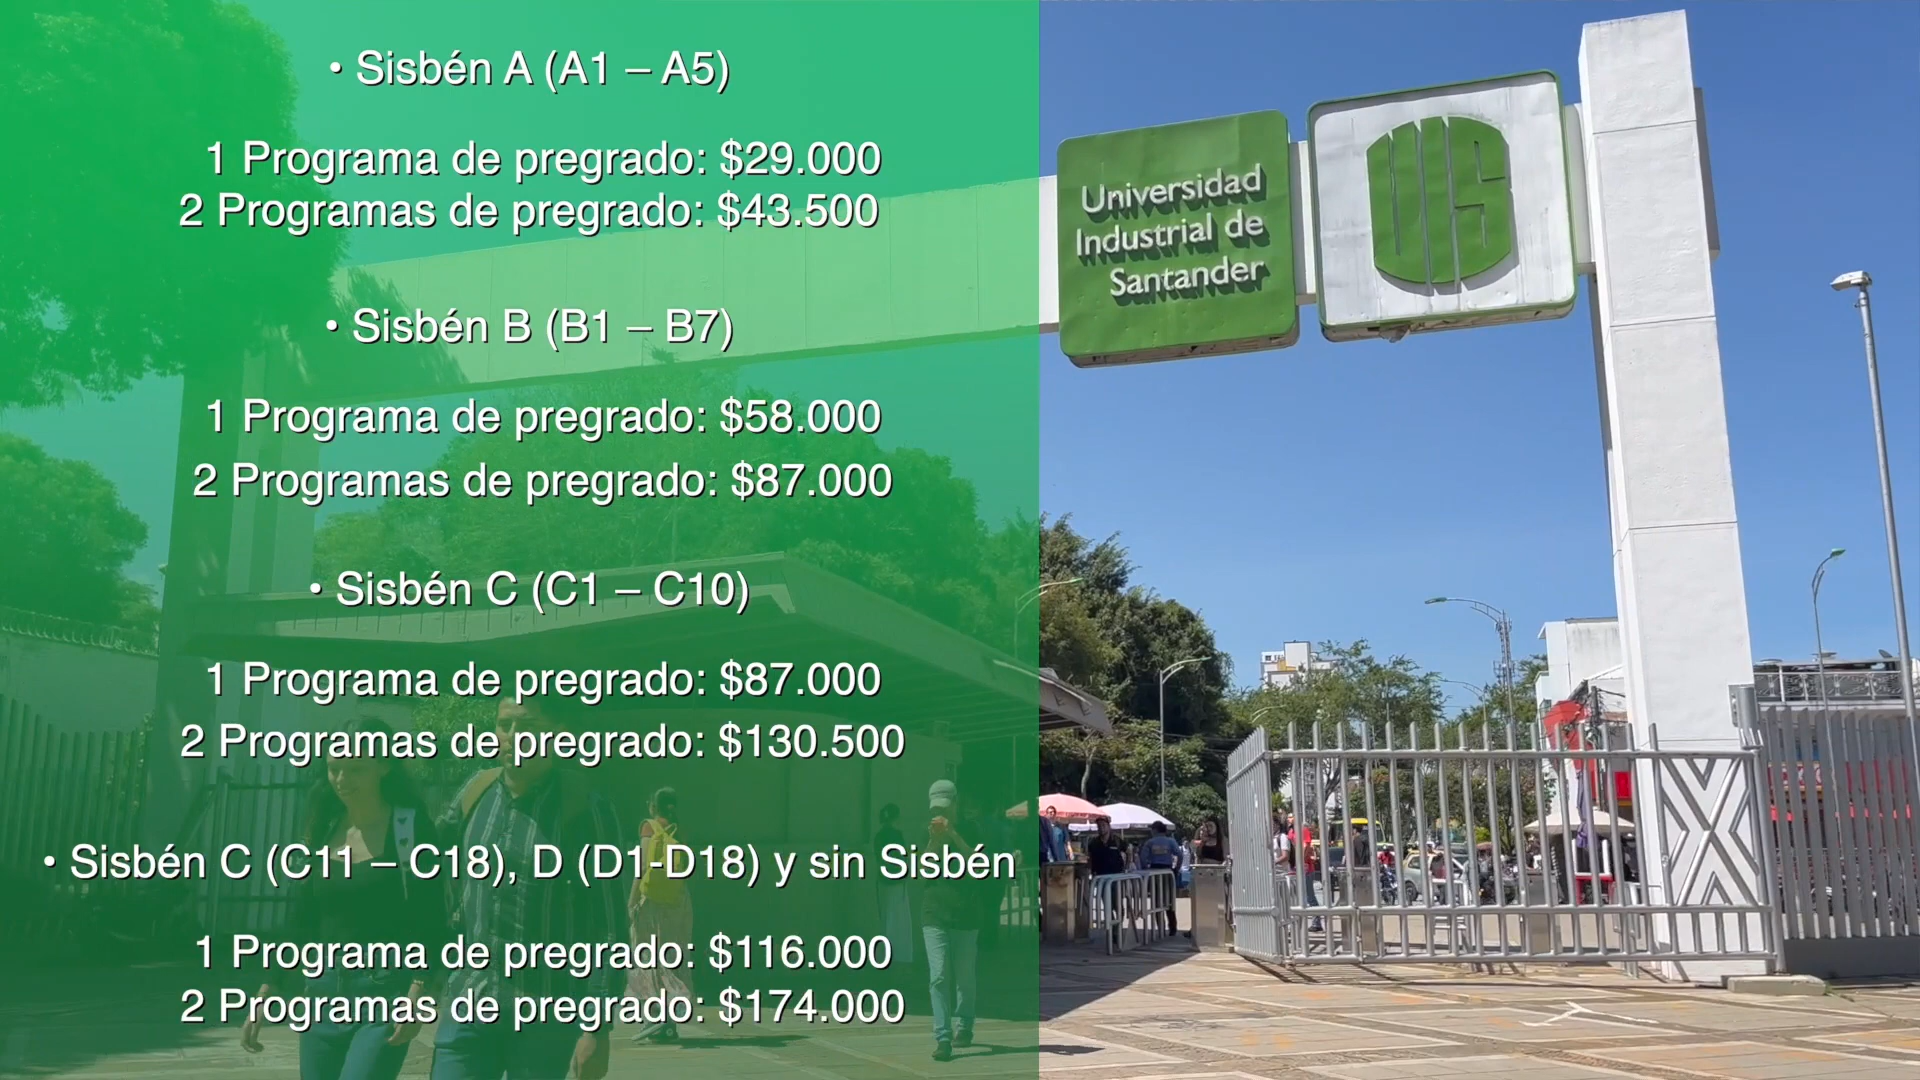 • Sisbén A (A1 – A5)
1 Programa de pregrado: $29.000
2 Programas de pregrado: $43.500
• Sisbén B (B1 – B7)
1 Programa de pregrado: $58.000
2 Programas de pregrado: $87.000
• Sisbén C (C1 – C10)
1 Programa de pregrado: $87.000
2 Programas de pregrado: $130.500
• Sisbén C (C11 – C18), D (D1-D18) y sin Sisbén
1 Programa de pregrado: $116.000
2 Programas de pregrado: $174.000
Universidad
Industrial de
Santander
UIS